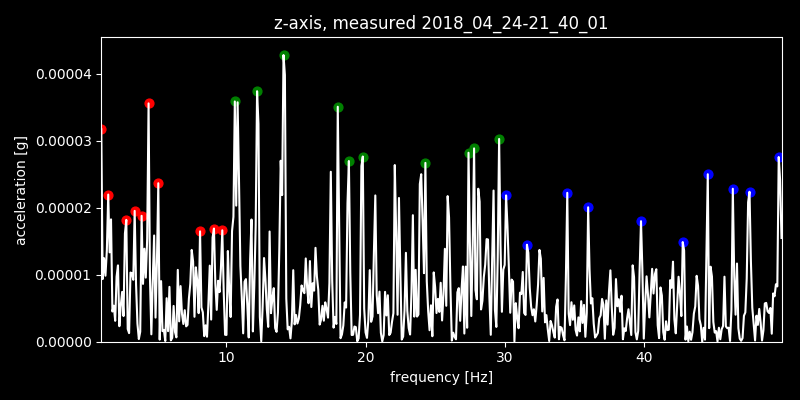 z-axis, measured 2018_04_24-21_40_01
acceleration [g]
0.00004
0.00003
0.00002
0.00001
0.00000
10 20 30 40
frequency [Hz]